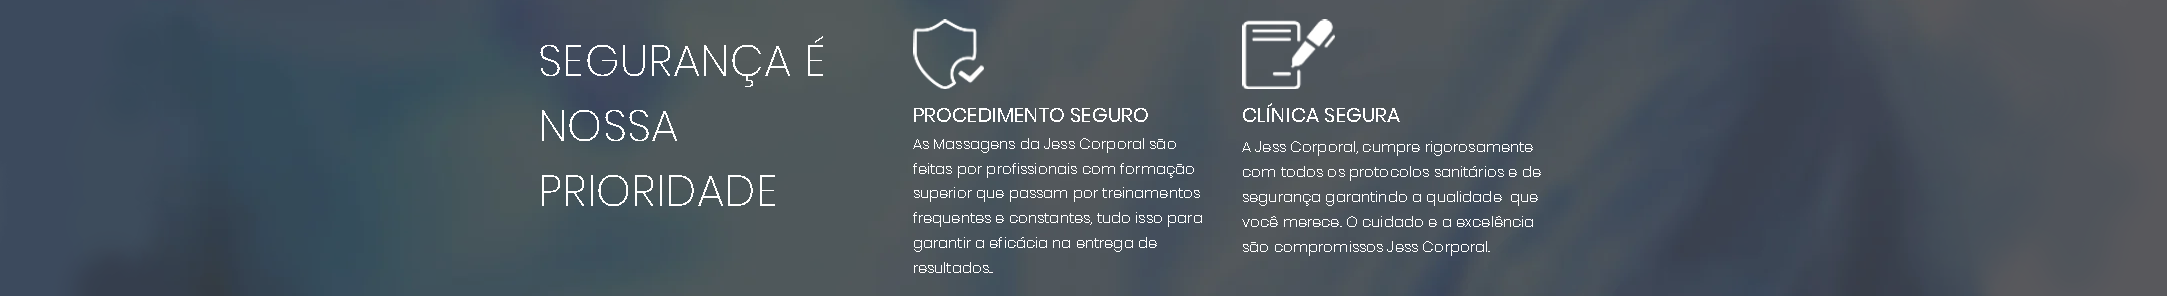 SEGURANÇA É
NOSSA
PRIORIDADE
PROCEDIMENTO SEGURO
As Massagens da Jess Corporal são
feitas por profissionais com formação
superior que passam por treinamentos
frequentes e constantes, tudo isso para
garantir a eficácia na entrega de
resultados..
CLÍNICA SEGURA
A Jess Corporal, cumpre rigorosamente
com todos os protocolos sanitários e de
segurança garantindo a qualidade que
você merece. O cuidado e a excelência
são compromissos Jess Corporal.